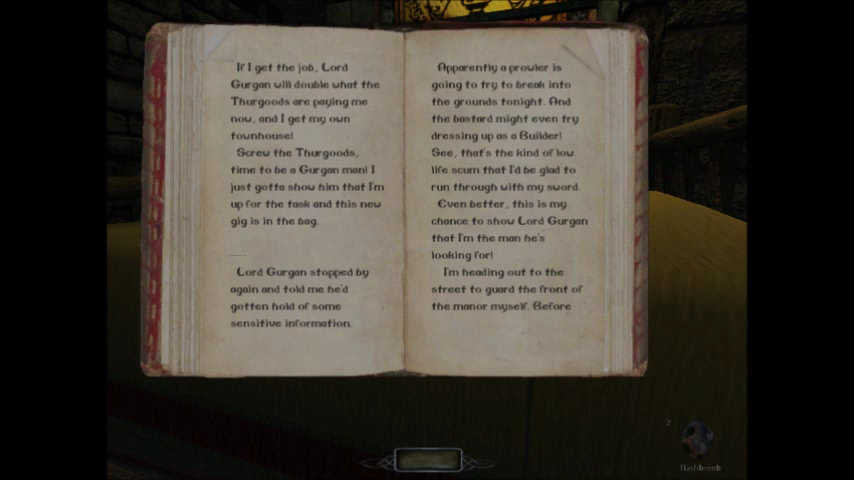 If I get the job, Lord
Gurgan will double what the
Thurgoods are paying me
now, and I get my own
townhouse!
Screw the Thurgoods,
time to be a Gurgan man! I
just gotta show him that I'm
up for the task and this new
gig is in the bag.
----
Lord Gurgan stopped by
again and told me he'd
gotten hold of some
sensitive information.
Apparently a prowler is
going to try to break into
the grounds tonight. And
the bastard might even try
dressing up as a Builder!
See, that's the kind of low
life scum that I'd be glad to
run through with my sword.
Even better, this is my
chance to show Lord Gurgan
that I'm the man he's
looking for!
I'm heading out to the
street to guard the front of
the manor myself. Before
2
Flashbomb